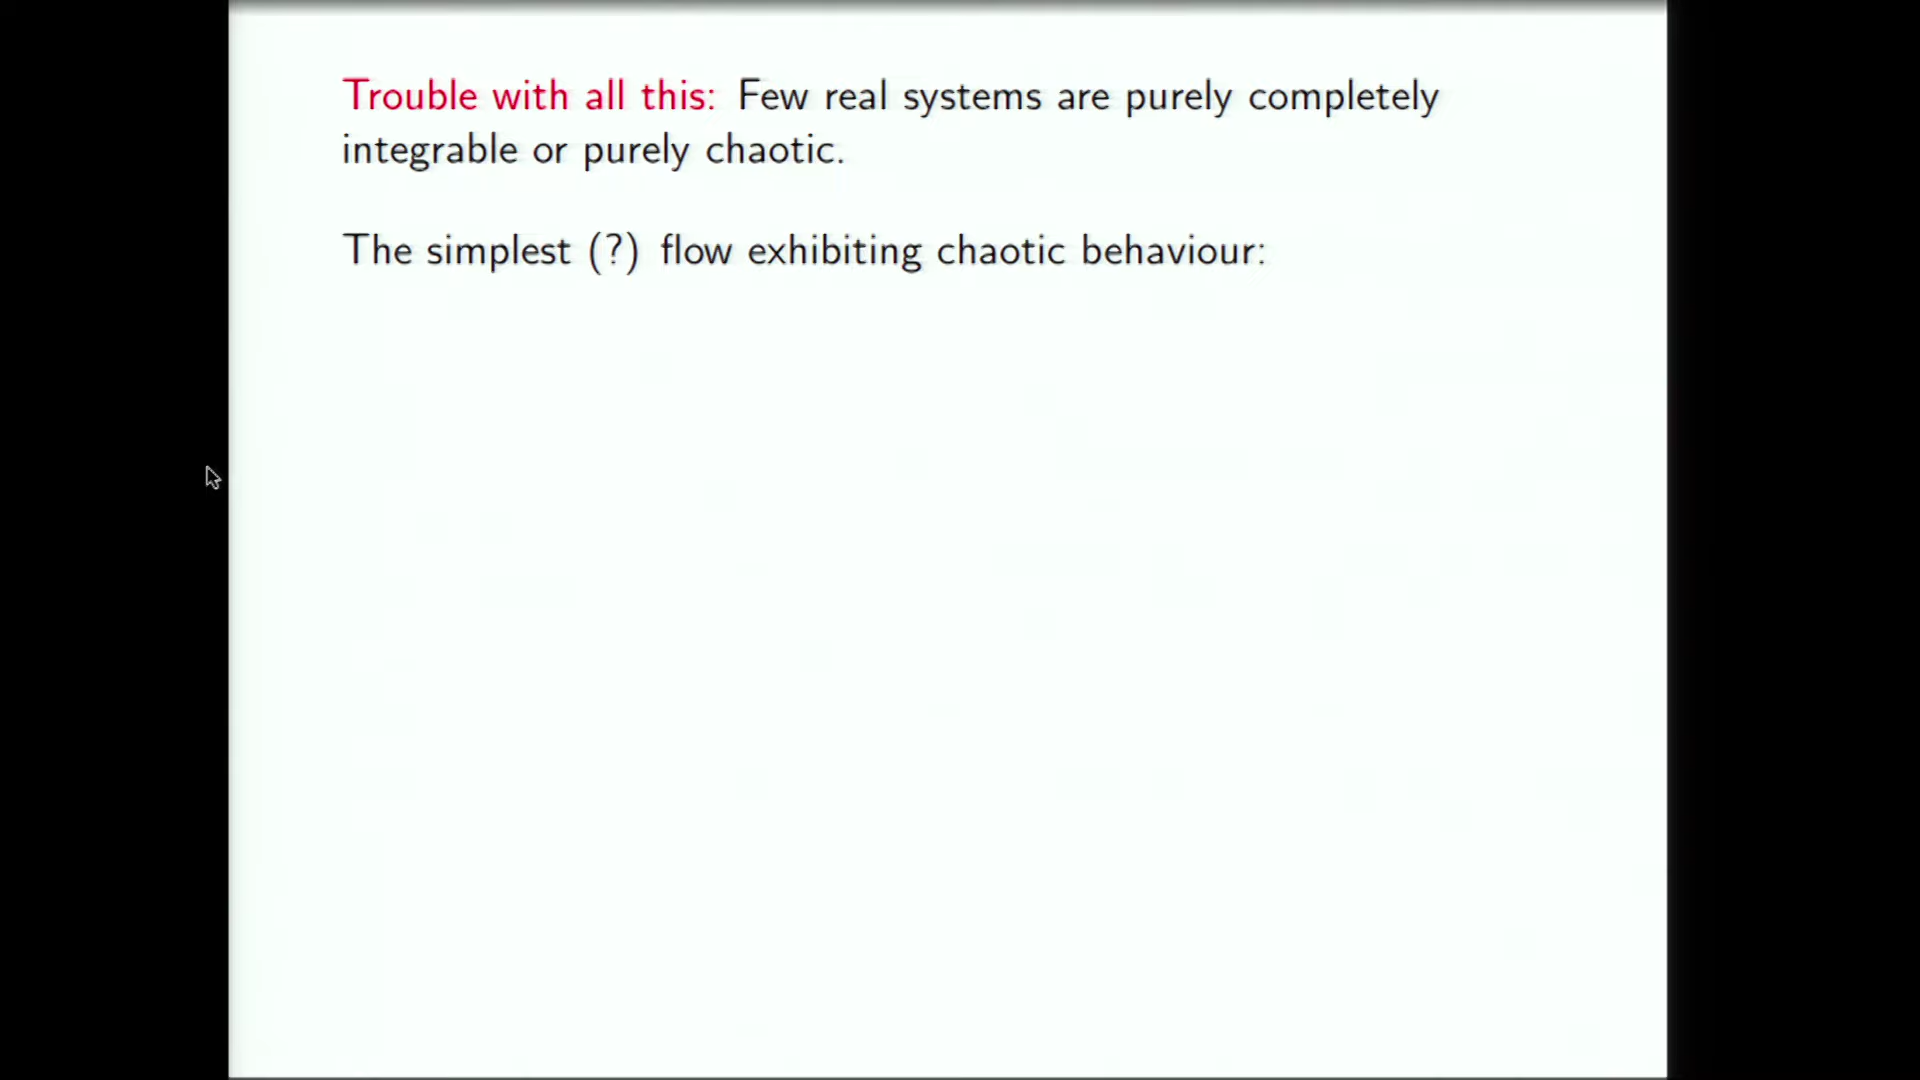 Trouble with all this: Few real systems are purely completely
integrable or purely chaotic.
The simplest (?) flow exhibiting chaotic behaviour: